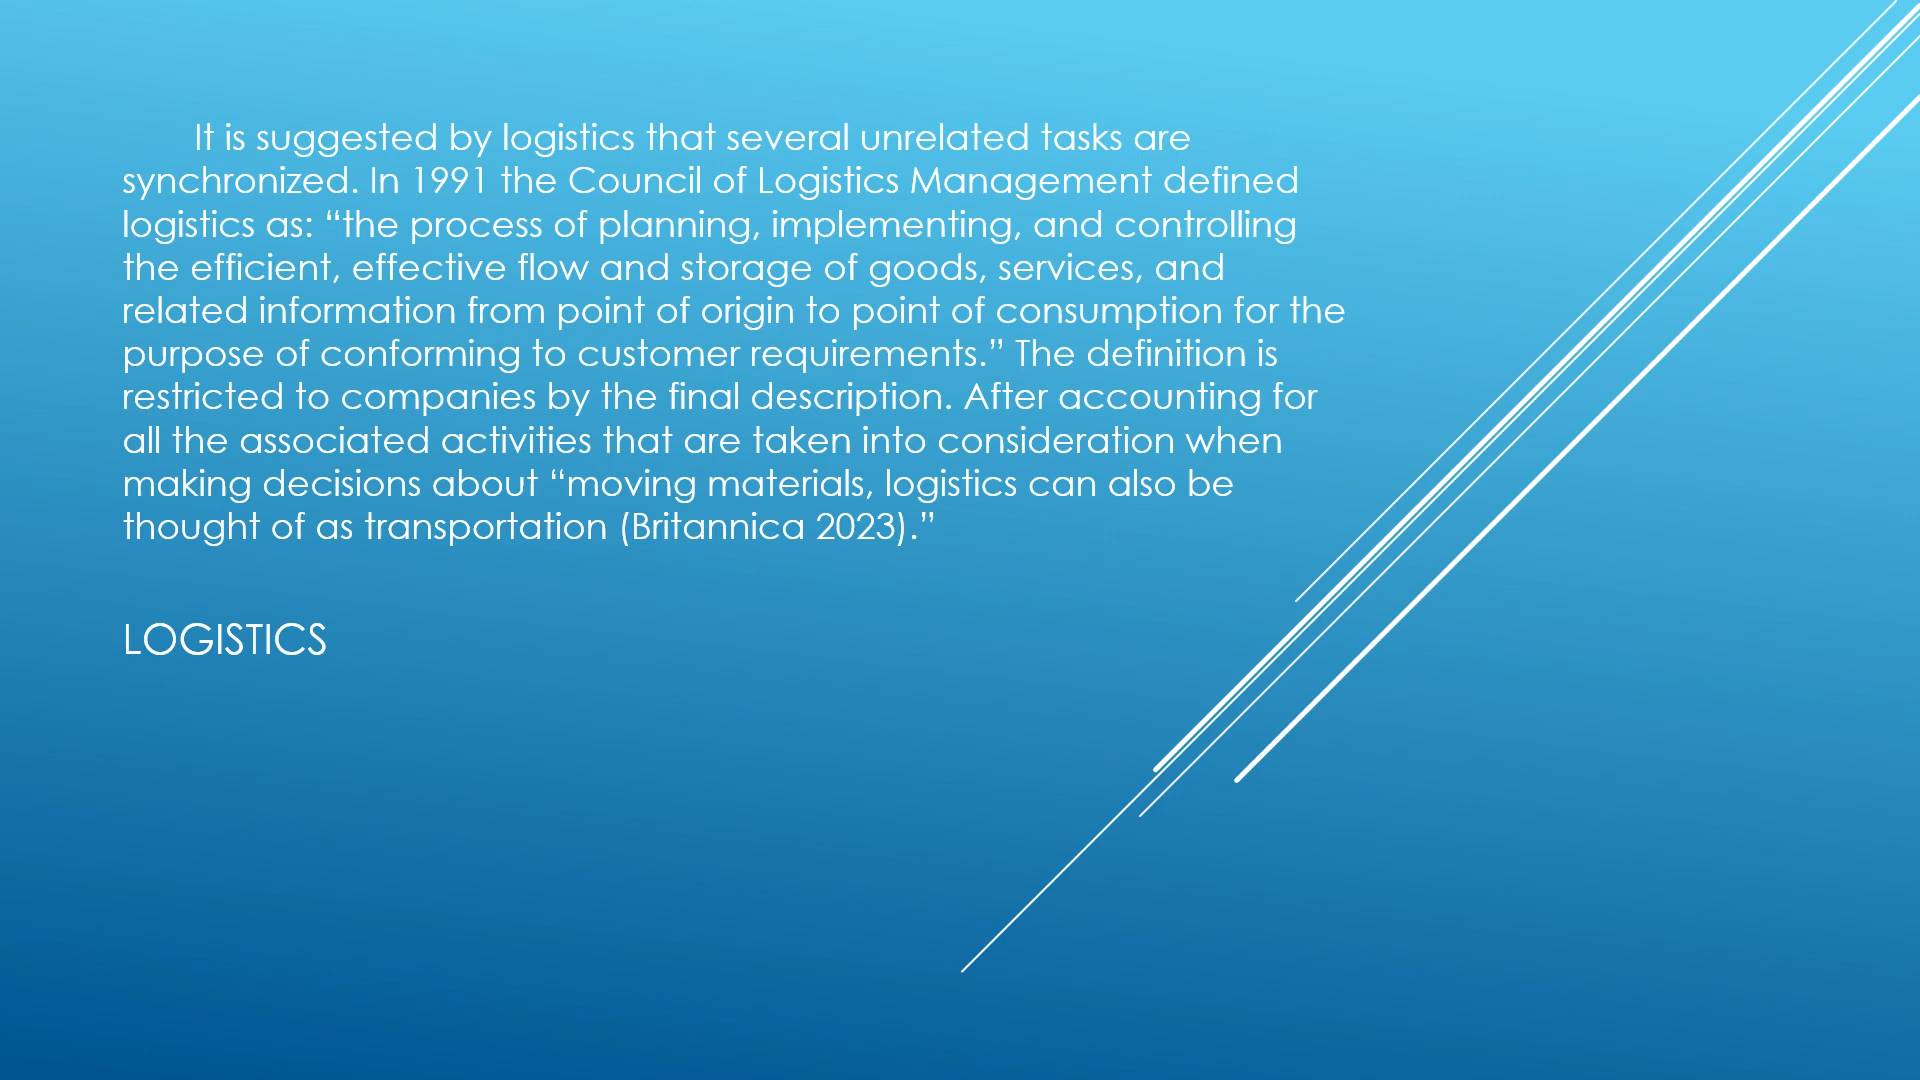 It is suggested by logistics that several unrelated tasks are
synchronized. In 1991 the Council of Logistics Management defined
logistics as: “the process of planning, implementing, and controlling
the efficient, effective flow and storage of goods, services, and
related information from point of origin to point of consumption for the
purpose of conforming to customer requirements.” The definition is
restricted to companies by the final description. After accounting for
all the associated activities that are taken into consideration when
making decisions about “moving materials, logistics can also be
thought of as transportation (Britannica 2023).”
LOGISTICS